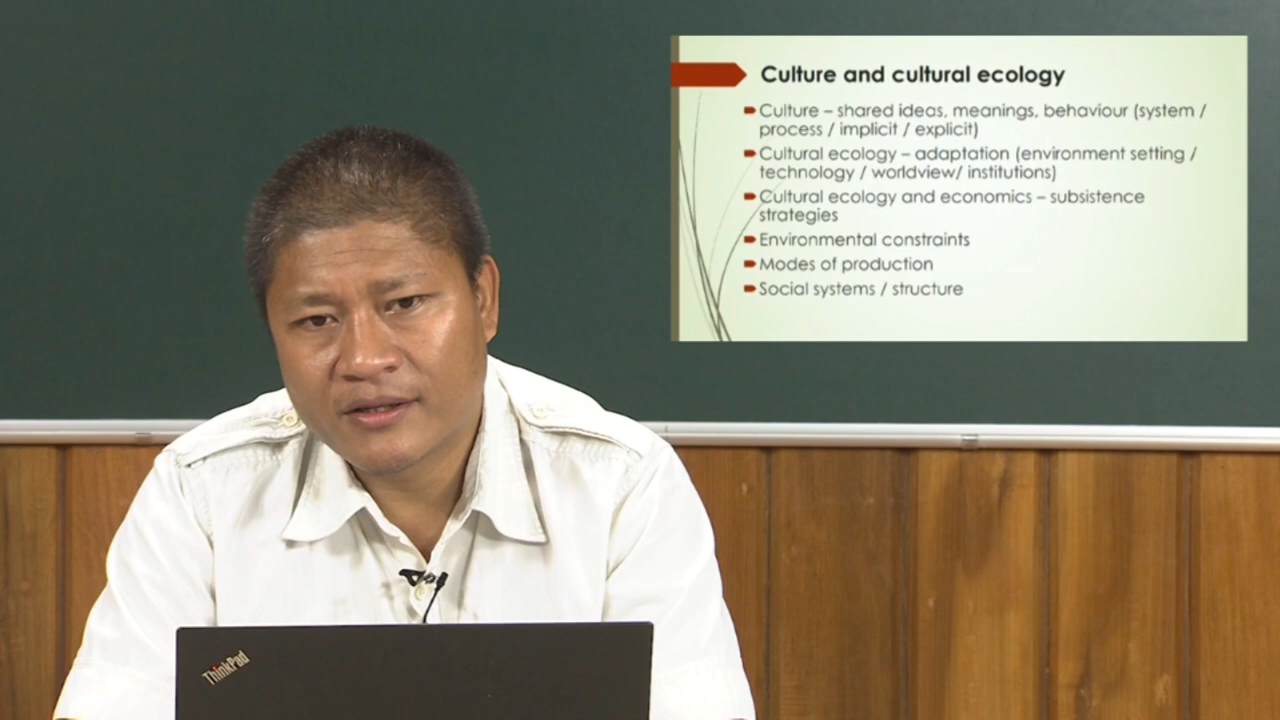 Culture and cultural ecology
Culture – shared ideas, meanings, behaviour (system /
process / implicit / explicit)
Cultural ecology – adaptation (environment setting /
technology / worldview/ institutions)
Cultural ecology and economics – subsistence
strategies
Environmental constraints
Modes of production
Social systems / structure
ThinkPad